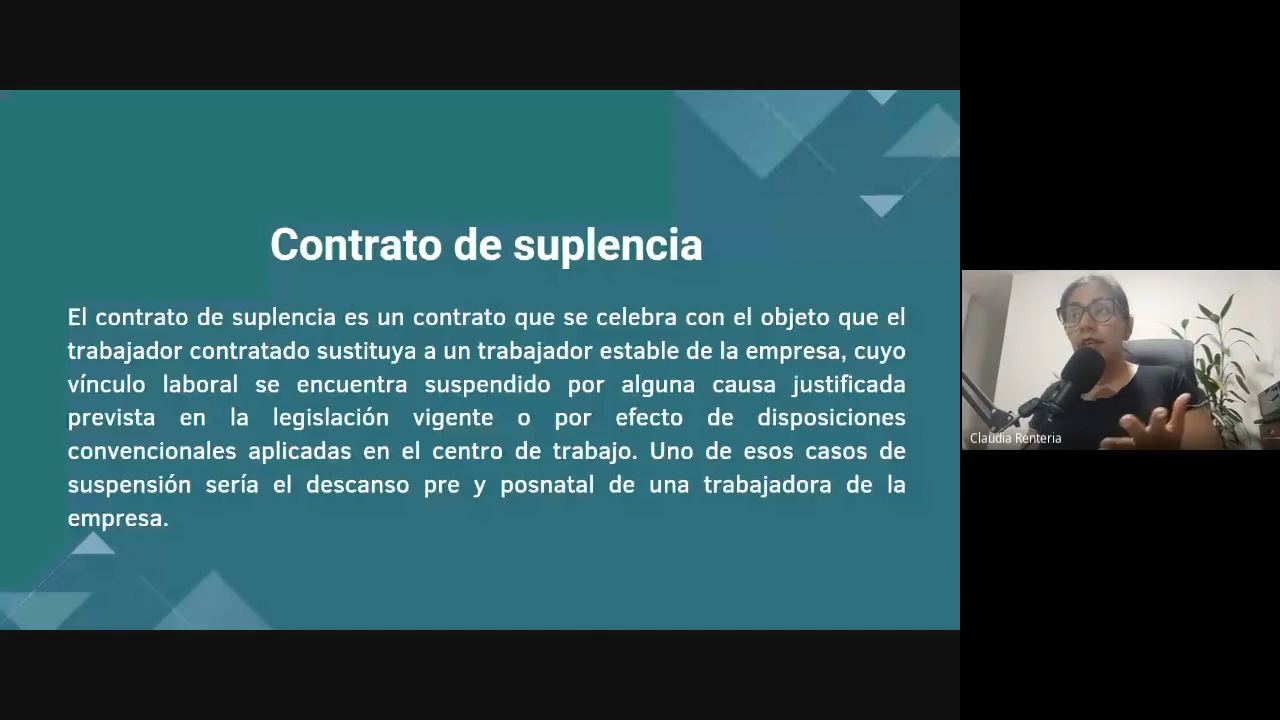 Contrato de suplencia
El contrato de suplencia es un contrato que se celebra con el objeto que el
trabajador contratado sustituya a un trabajador estable de la empresa, cuyo
vínculo laboral se encuentra suspendido por alguna causa justificada
prevista en la legislación vigente o por efecto de disposiciones
convencionales aplicadas en el centro de trabajo. Uno de esos casos de
suspensión sería el descanso pre y posnatal de una trabajadora de la
empresa.
Claudia Renteria